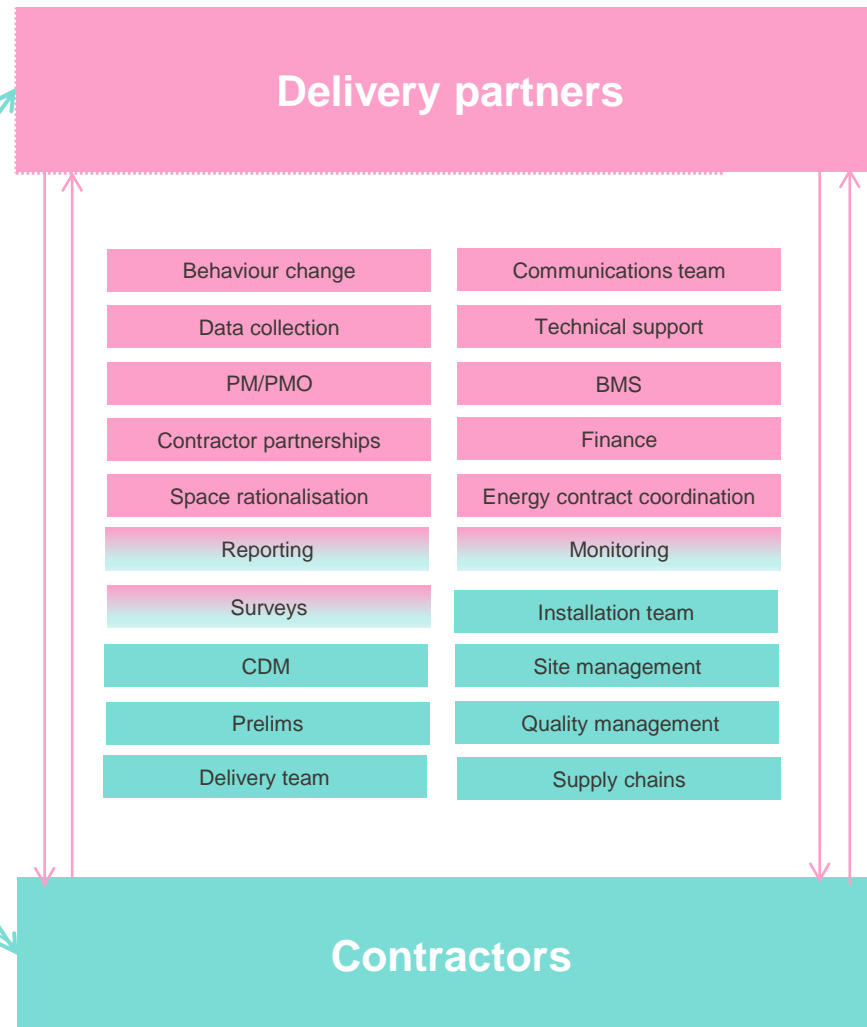 Delivery partners
Behaviour change
Communications team
Data collection
Technical support
PM/PMO
BMS
Contractor partnerships
Finance
Space rationalisation
Energy contract coordination
Reporting
Monitoring
Surveys
Installation team
CDM
Site management
Prelims
Quality management
Delivery team
Supply chains
Contractors